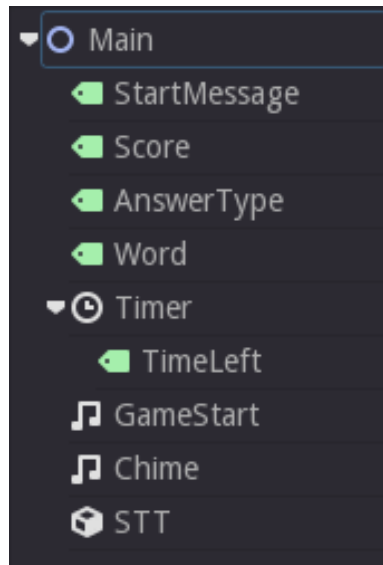 Main
StartMessage
Score
AnswerType
Word
Timer
TimeLeft
GameStart
Chime
STT